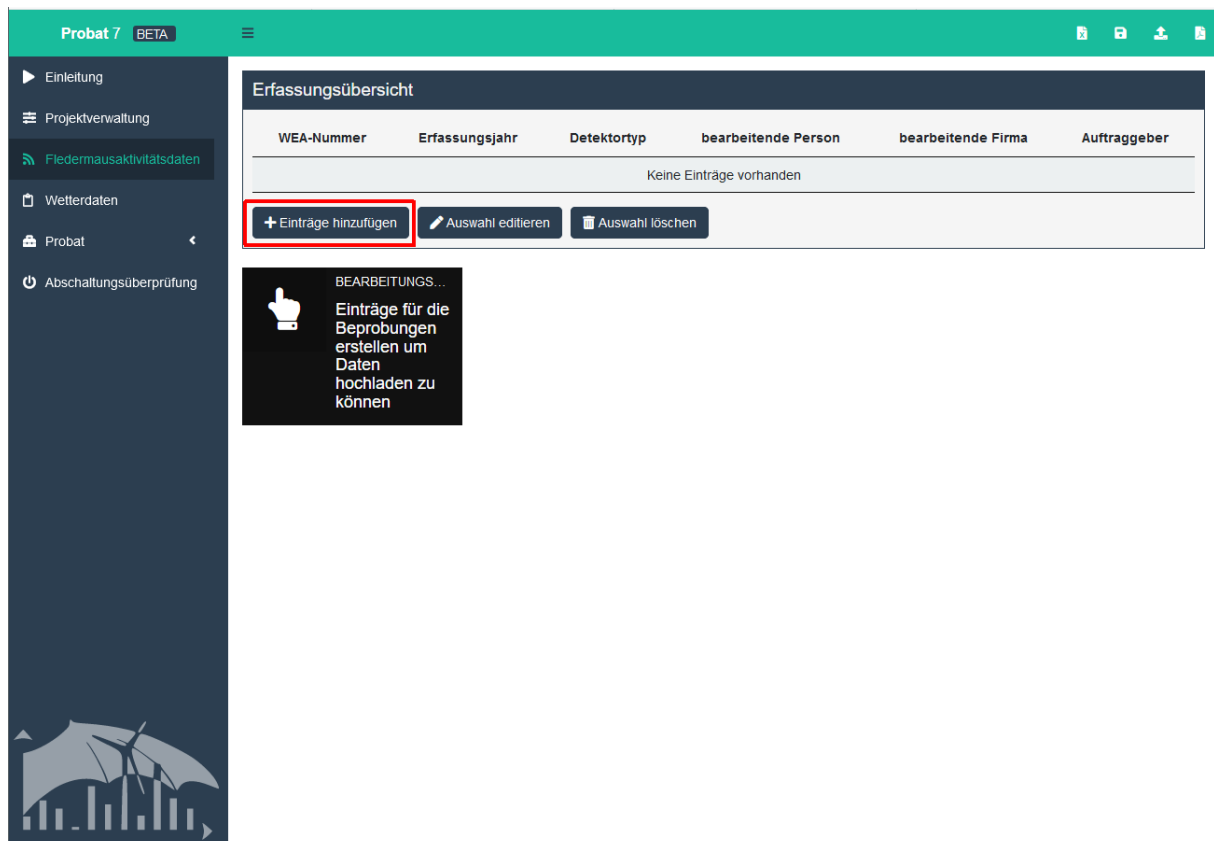 Probat 7 BETA
Einleitung
Projektverwaltung
Fledermausaktivitätsdaten
Wetterdaten
Probat
Abschaltungsüberprüfung
Erfassungsübersicht
WEA-Nummer Erfassungsjahr Detektortyp bearbeitende Person bearbeitende Firma Auftraggeber
Keine Einträge vorhanden
Einträge hinzufügen Auswahl editieren Auswahl löschen
BEARBEITUNGS...
Einträge für die
Beprobungen
erstellen um
Daten
hochladen zu
können